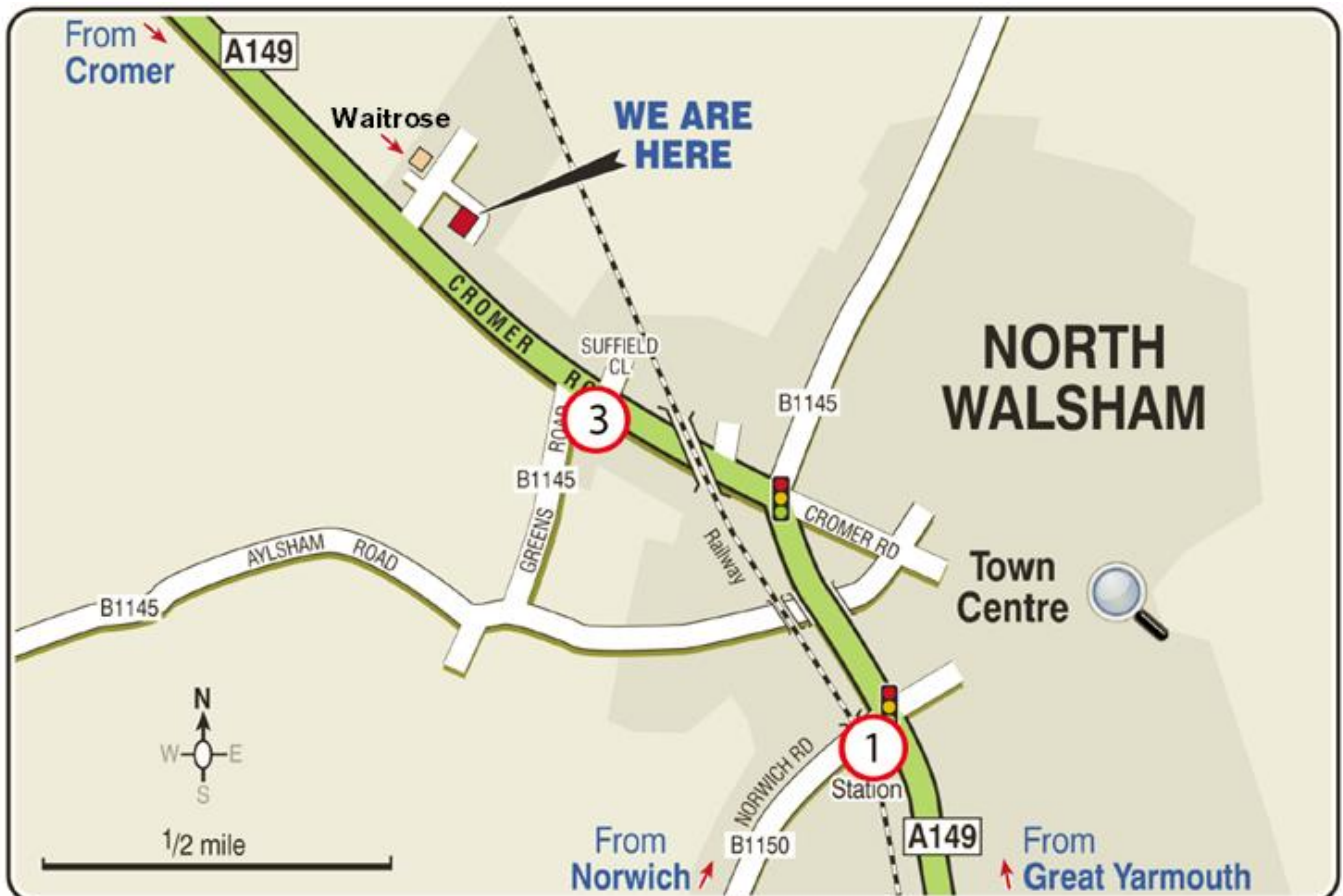 From
Cromer
A149
Waitrose
WE ARE
HERE
CROMER RO
SUFFIELD
CL
NORTH
WALSHAM
B1145
3
ROAD
B1145
GREENS
CROMER RD
Railway
AYLSHAM ROAD
B1145
Town
Centre
N
W E
S
1
NORWICH RD
Station
1/2 mile
B1150
A149
From
Norwich
From
Great Yarmouth